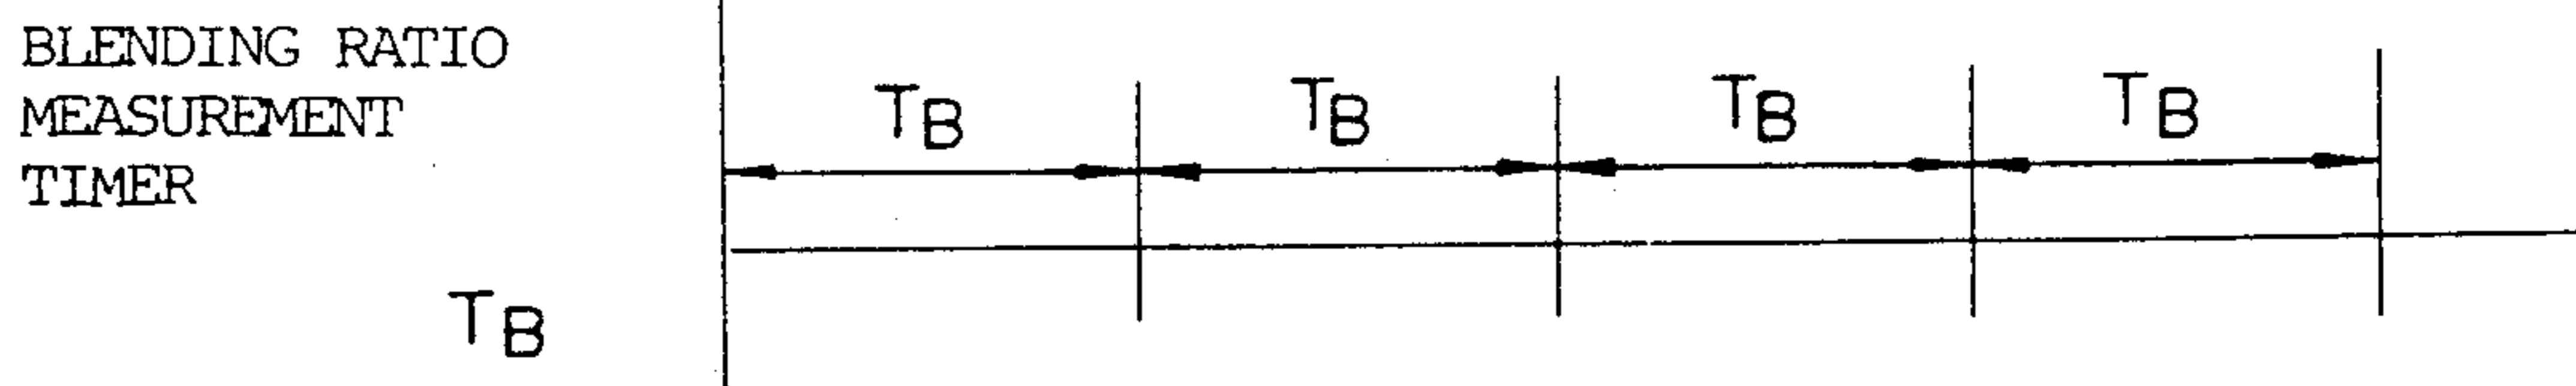 BLENDING RATIO
MEASUREMENT
TIMER
TB
TB TB TB TB